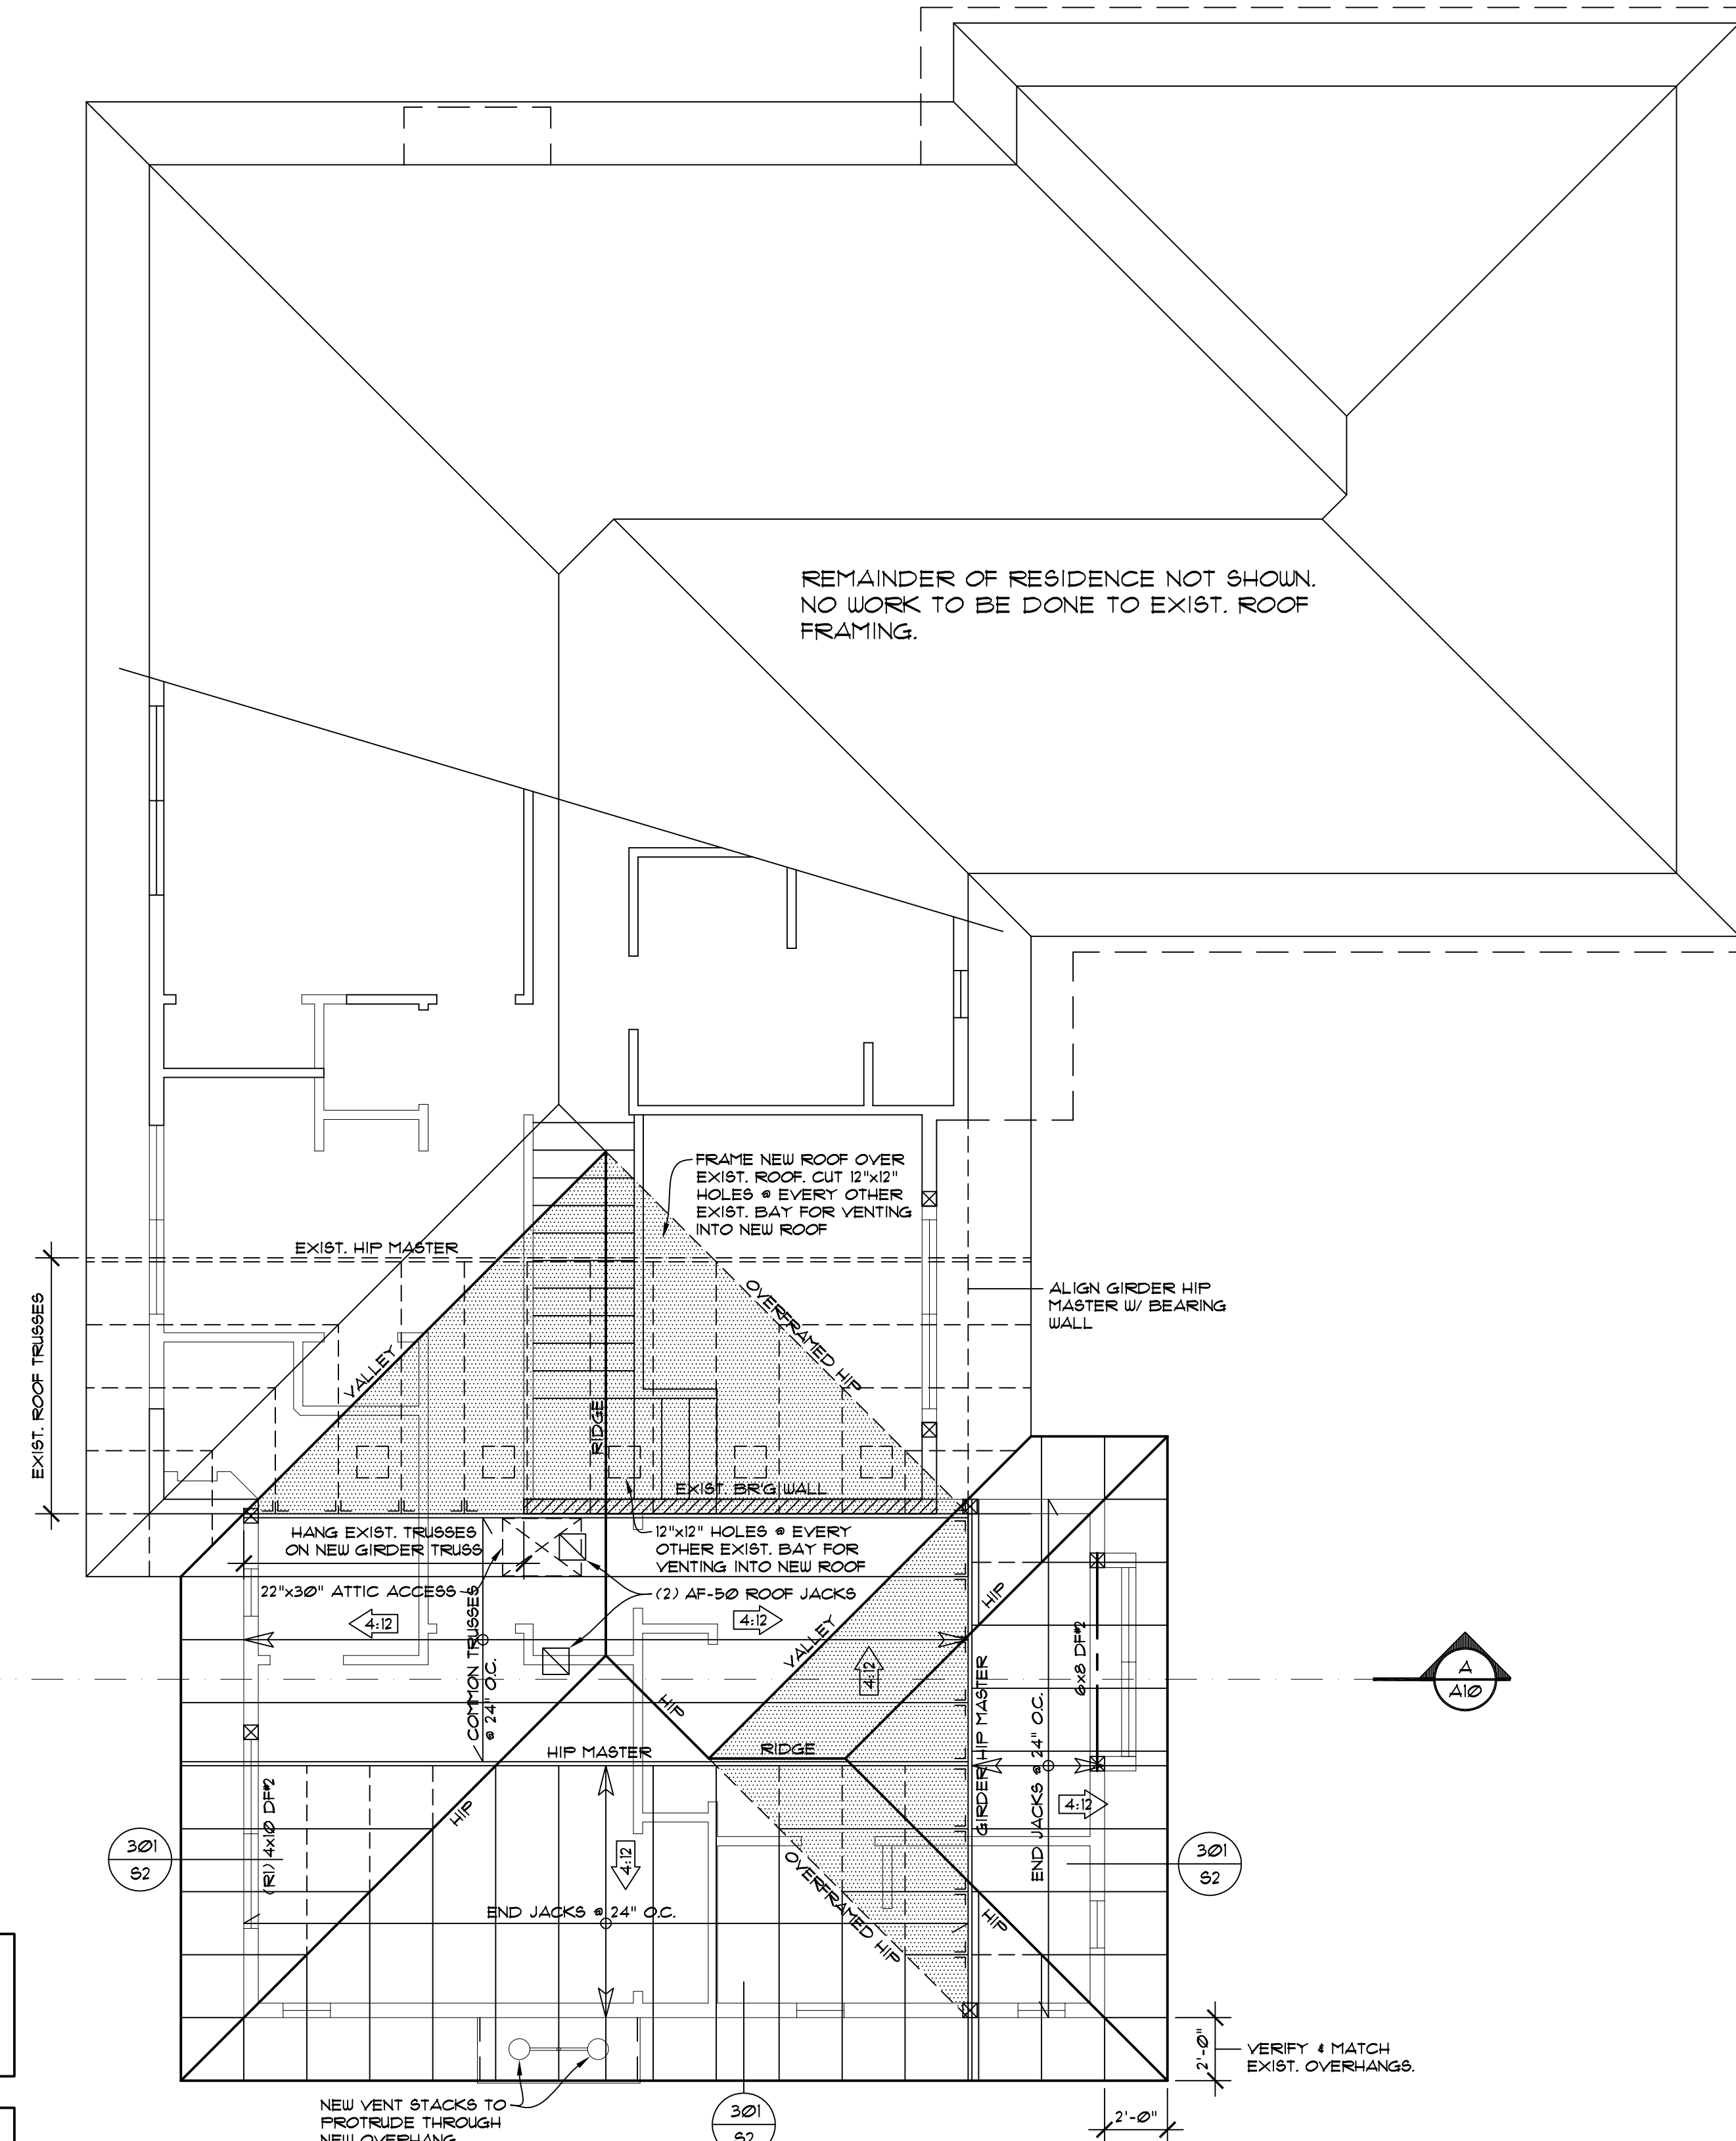 REMAINDER OF RESIDENCE NOT SHOWN.
NO WORK TO BE DONE TO EXIST. ROOF
FRAMING.
FRAME NEW ROOF OVER
EXIST. ROOF. CUT 12"x12"
HOLES @ EVERY OTHER
EXIST. BAY FOR VENTING
INTO NEW ROOF
EXIST. HIP MASTER
OVERFRAMED HIP
ALIGN GIRDER HIP
MASTER W/ BEARING
WALL
EXIST. ROOF TRUSSES
VALLEY
RIDGE
EXIST. BR'G WALL
HANG EXIST. TRUSSES
ON NEW GIRDER TRUSS
12"x12" HOLES @ EVERY
OTHER EXIST. BAY FOR
VENTING INTO NEW ROOF
22"x30" ATTIC ACCESS
(2) AF-50 ROOF JACKS
4:12
4:12
COMMON TRUSSES
@ 24" O.C.
VALLEY
4:12
HIP
6x8 DF#2
A
A10
HIP
HIP MASTER
RIDGE
GIRDER HIP MASTER
END JACKS @ 24" O.C.
4:12
(R1) 4x10 DF#2
HIP
301
S2
4:12
OVERFRAMED HIP
301
S2
END JACKS @ 24" O.C.
HIP
2'-0"
VERIFY & MATCH
EXIST. OVERHANGS.
NEW VENT STACKS TO
PROTRUDE THROUGH
NEW OVERHANG
301
S2
2'-0"